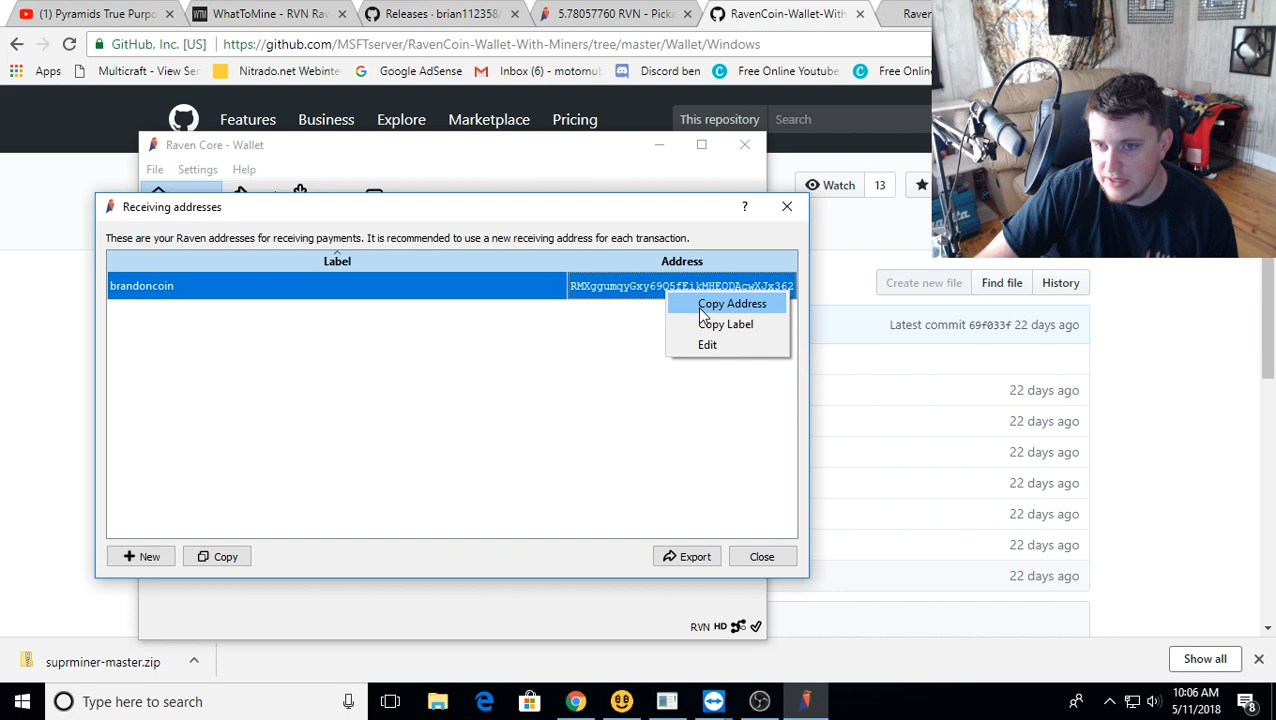 (1) Pyramids True Purpo
WhatToMine - RVN Rav
Releases · brian112358
5.78057760 RVN - Picka
RavenCoin-Wallet-With
Raven
GitHub, Inc. [US] | https://github.com/MSFTserver/RavenCoin-Wallet-With-Miners/tree/master/Wallet/Windows
Apps
Multicraft - View Ser
Nitrado.net Webinte
Google AdSense
Inbox (6) - motomub
Discord ben
Free Online Youtube
Free Onlin
Features
Business
Explore
Marketplace
Pricing
This repository
Search
Raven Core - Wallet
File
Settings
Help
Watch
13
Receiving addresses
These are your Raven addresses for receiving payments. It is recommended to use a new receiving address for each transaction.
Label
Address
brandoncoin
Copy Address
Copy Label
Edit
Create new file
Find file
History
Latest commit 69f033f 22 days ago
22 days ago
22 days ago
22 days ago
22 days ago
22 days ago
22 days ago
22 days ago
New
Copy
Export
Close
RVN HD
suprminer-master.zip
Show all
Type here to search
10:06 AM
5/11/2018
8